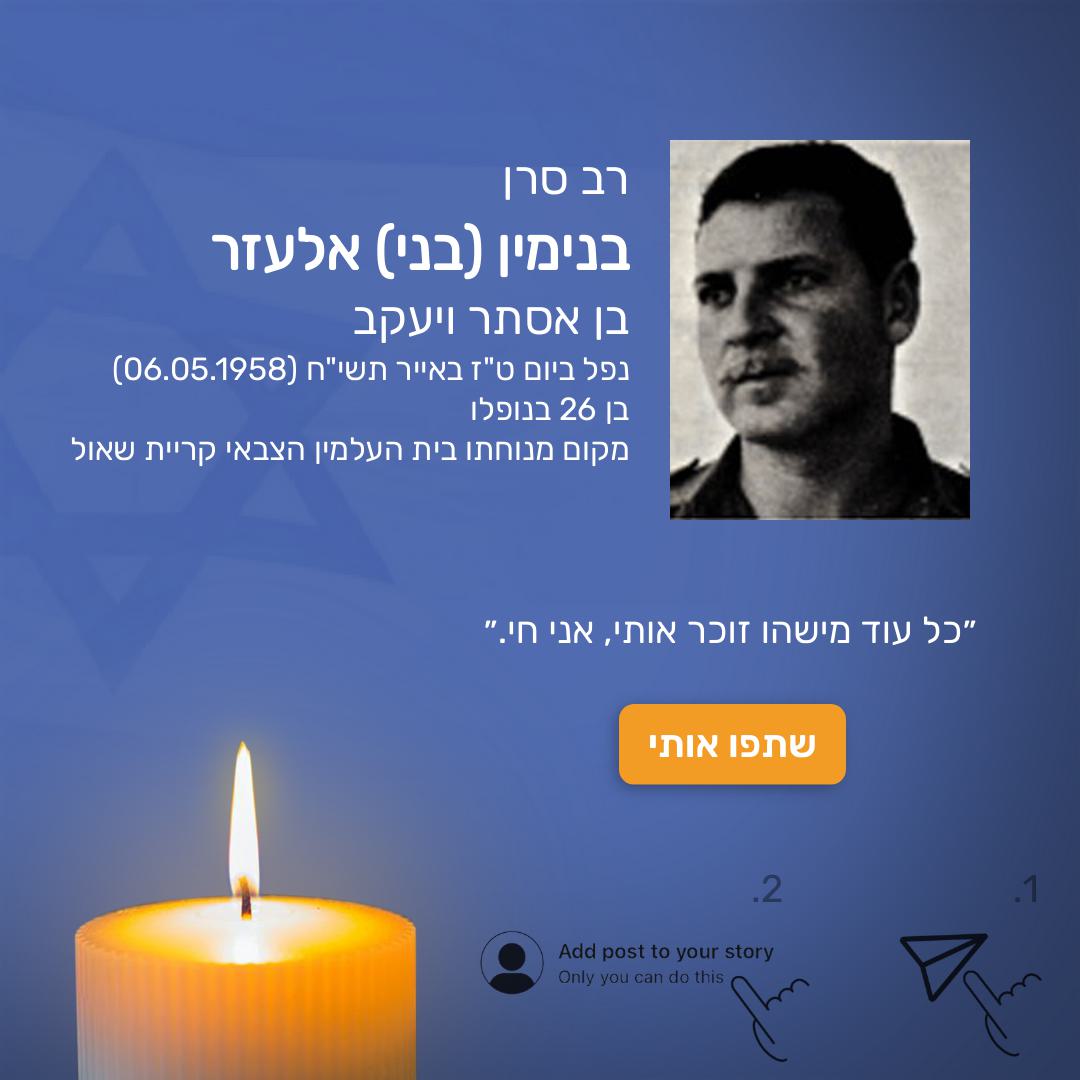 רב סרן
בנימין (בני) אלעזר
בן אסתר ויעקב
נפל ביום ט"ז באייר תשי"ח (06.05.1958)
בן 26 בנופלו
מקום מנוחתו בית העלמין הצבאי קריית שאול
״כל עוד מישהו זוכר אותי, אני חי.״
שתפו אותי
.1
.2
Add post to your story
Only you can do this